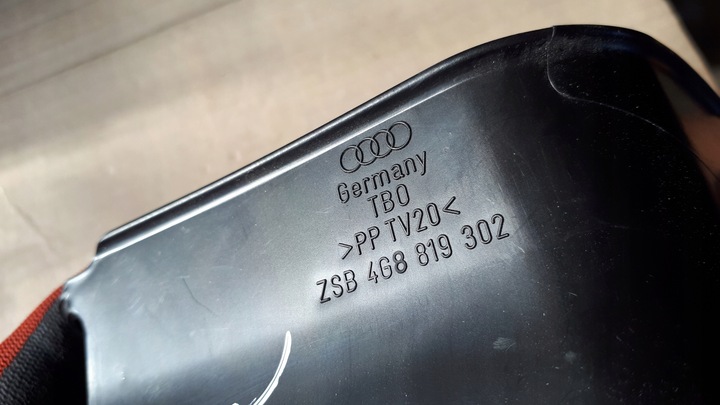 Germany
TBO
>PP TV20<
ZSB 4G8 819 302